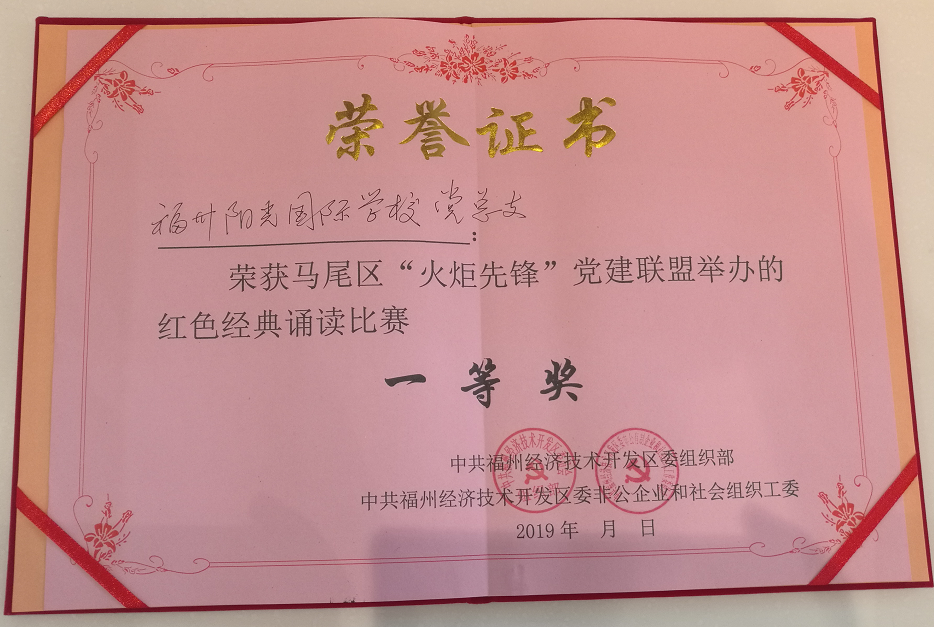 荣誉证书
福州阳光国际学校党总支
:
荣获马尾区“火炬先锋”党建联盟举办的
红色经典诵读比赛
一等奖
中共福州经济技术开发区委组织部
中共福州经济技术开发区委非公企业和社会组织工委
2019年 月 日